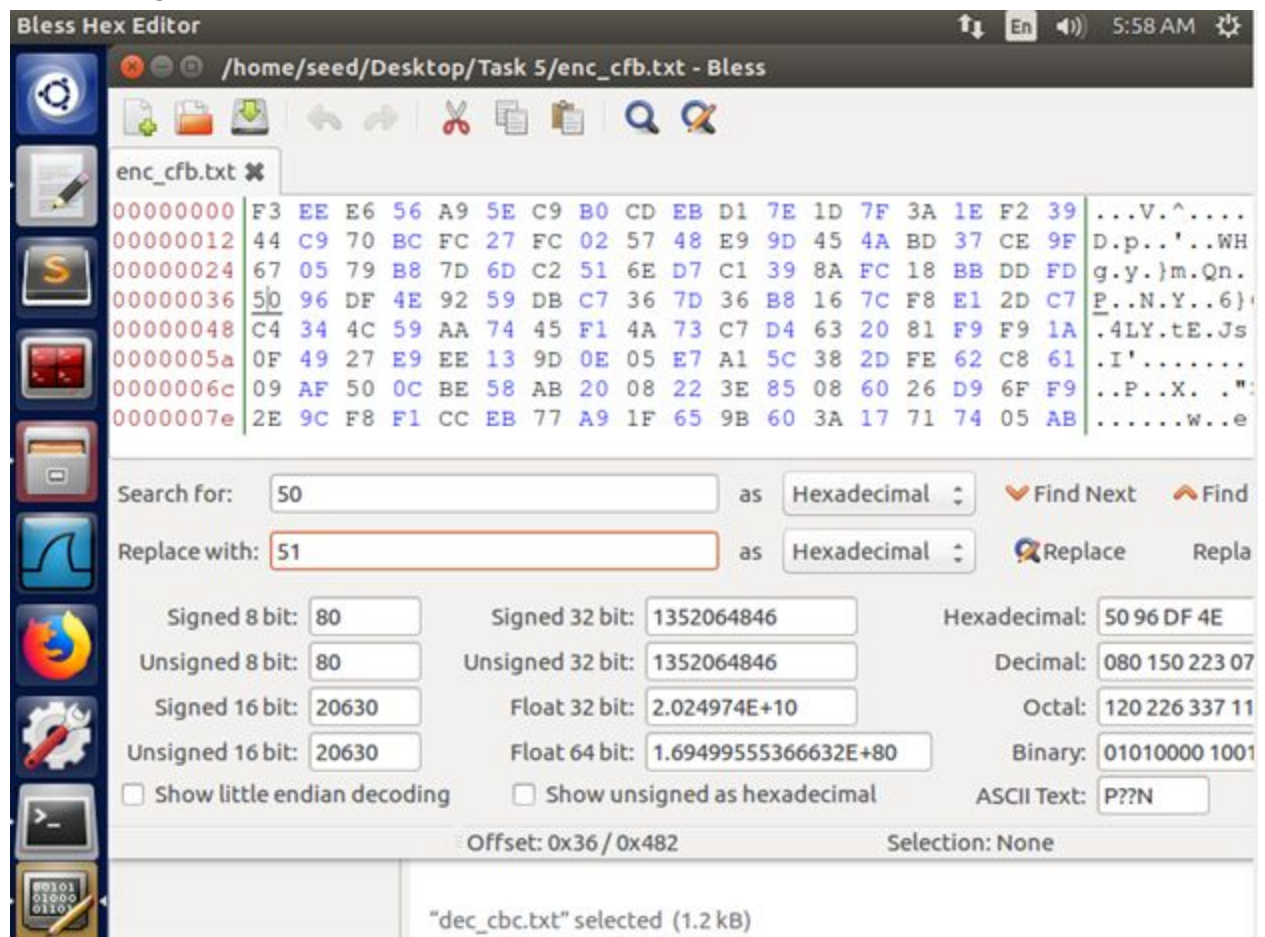 Bless Hex Editor En 5:58 AM
/home/seed/Desktop/Task 5/enc_cfb.txt - Bless
enc_cfb.txt
00000000 F3 EE E6 56 A9 5E C9 B0 CD EB D1 7E 1D 7F 3A 1E F2 39 ...V.^....
00000012 44 C9 70 BC FC 27 FC 02 57 48 E9 9D 45 4A BD 37 CE 9F D.p..'..WH
00000024 67 05 79 B8 7D 6D C2 51 6E D7 C1 39 8A FC 18 BB DD FD g.y.}m.Qn.
00000036 50 96 DF 4E 92 59 DB C7 36 7D 36 B8 16 7C F8 E1 2D C7 P..N.Y..6}
00000048 C4 34 4C 59 AA 74 45 F1 4A 73 C7 D4 63 20 81 F9 F9 1A .4LY.tE.Js
0000005a 0F 49 27 E9 EE 13 9D 0E 05 E7 A1 5C 38 2D FE 62 C8 61 .I'.......
0000006c 09 AF 50 0C BE 58 AB 20 08 22 3E 85 08 60 26 D9 6F F9 ..P..X. ."
0000007e 2E 9C F8 F1 CC EB 77 A9 1F 65 9B 60 3A 17 71 74 05 AB ......w..e
Search for: 50 as Hexadecimal Find Next Find
Replace with: 51 as Hexadecimal Replace Repla
Signed 8 bit: 80 Signed 32 bit: 1352064846 Hexadecimal: 50 96 DF 4E
Unsigned 8 bit: 80 Unsigned 32 bit: 1352064846 Decimal: 080 150 223 07
Signed 16 bit: 20630 Float 32 bit: 2.024974E+10 Octal: 120 226 337 11
Unsigned 16 bit: 20630 Float 64 bit: 1.69499555366632E+80 Binary: 01010000 1001
Show little endian decoding Show unsigned as hexadecimal ASCII Text: P??N
Offset: 0x36 / 0x482 Selection: None
"dec_cbc.txt" selected (1.2 kB)